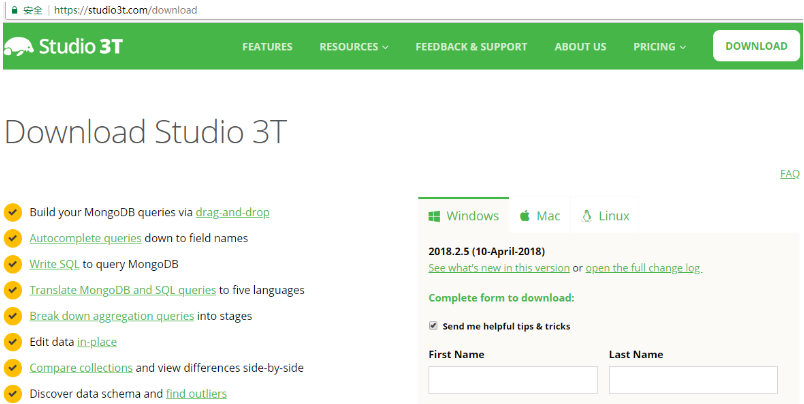 安全 https://studio3t.com/download
Studio 3T FEATURES RESOURCES FEEDBACK & SUPPORT ABOUT US PRICING DOWNLOAD
Download Studio 3T
FAQ
Build your MongoDB queries via drag-and-drop
Autocomplete queries down to field names
Write SQL to query MongoDB
Translate MongoDB and SQL queries to five languages
Break down aggregation queries into stages
Edit data in-place
Compare collections and view differences side-by-side
Discover data schema and find outliers
Windows Mac Linux
2018.2.5 (10-April-2018)
See what's new in this version or open the full change log
Complete form to download:
Send me helpful tips & tricks
First Name Last Name